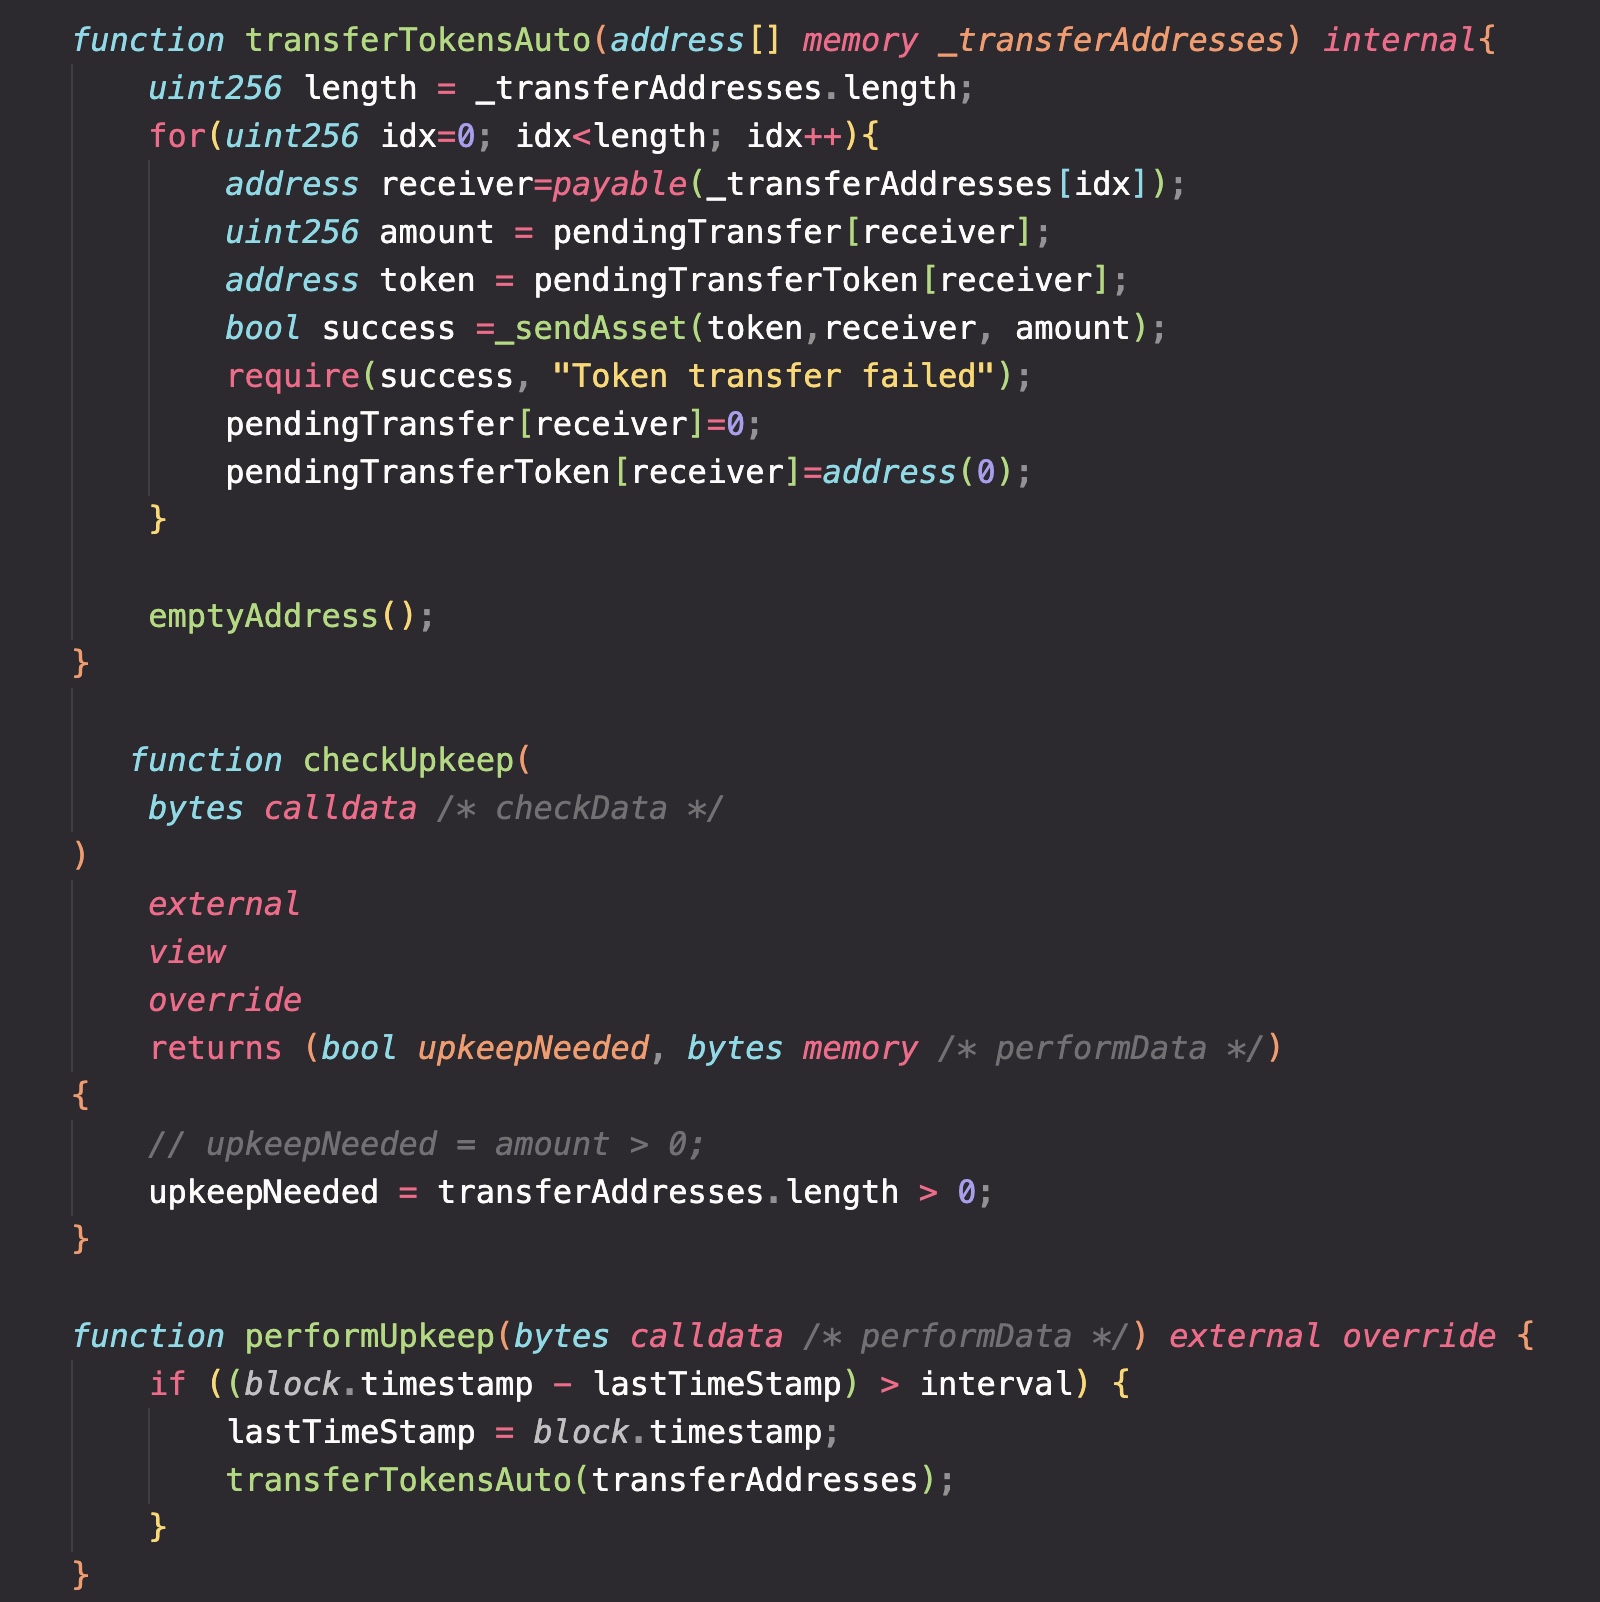 function transferTokensAuto(address[] memory _transferAddresses) internal{
uint256 length = _transferAddresses.length;
for(uint256 idx=0; idx<length; idx++){
address receiver=payable(_transferAddresses[idx]);
uint256 amount = pendingTransfer[receiver];
address token = pendingTransferToken[receiver];
bool success =_sendAsset(token,receiver, amount);
require(success, "Token transfer failed");
pendingTransfer[receiver]=0;
pendingTransferToken[receiver]=address(0);
}
emptyAddress();
}
function checkUpkeep(
bytes calldata /* checkData */
)
external
view
override
returns (bool upkeepNeeded, bytes memory /* performData */)
{
// upkeepNeeded = amount > 0;
upkeepNeeded = transferAddresses.length > 0;
}
function performUpkeep(bytes calldata /* performData */) external override {
if ((block.timestamp - lastTimeStamp) > interval) {
lastTimeStamp = block.timestamp;
transferTokensAuto(transferAddresses);
}
}